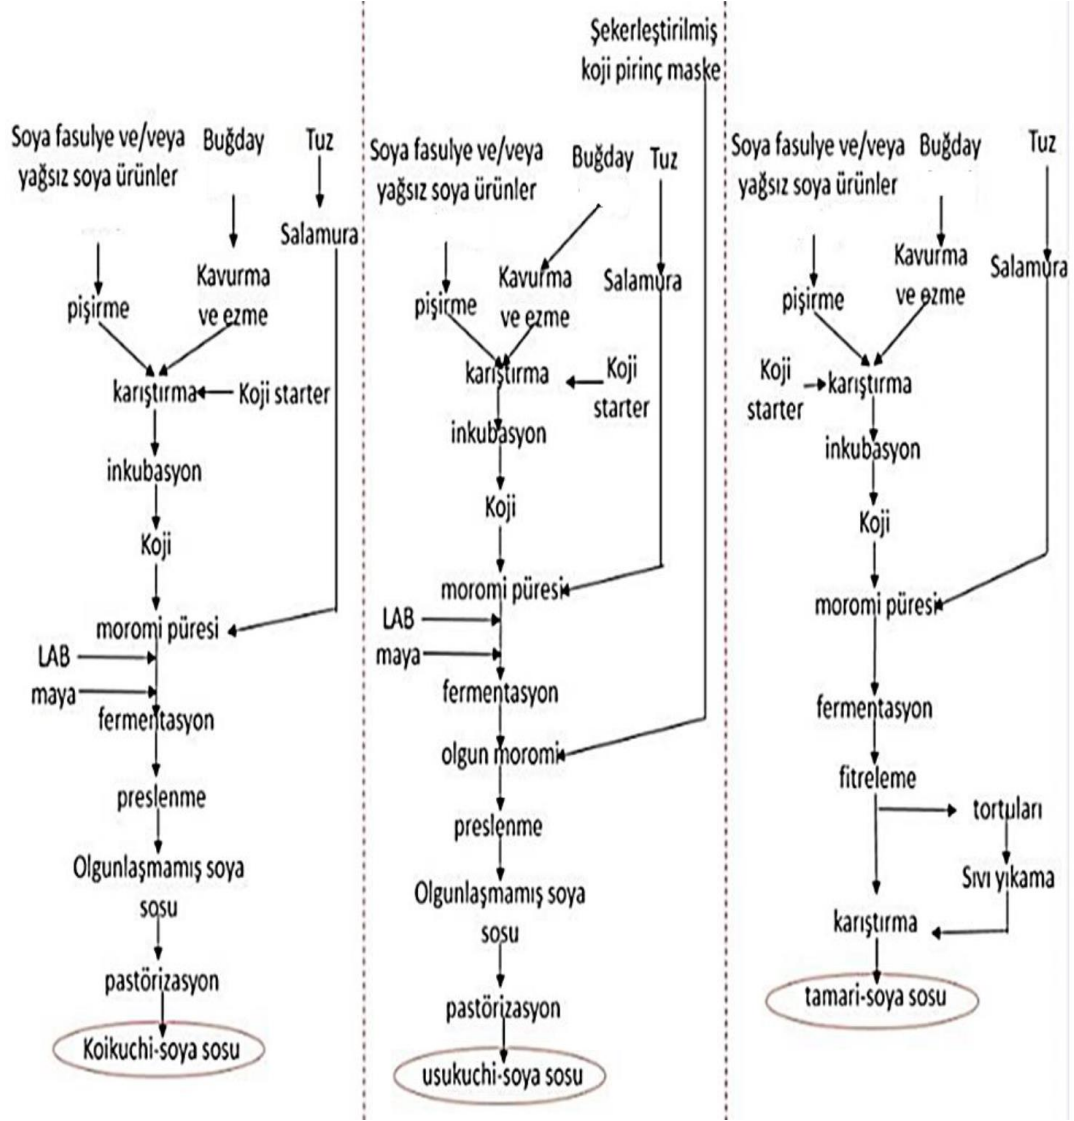 Soya fasulye ve/veya
yağsız soya ürünler
Buğday
Tuz
Salamura
Kavurma
ve ezme
pişirme
karıştırma
Koji starter
inkubasyon
Koji
moromi püresi
LAB
maya
fermentasyon
preslenme
Olgunlaşmamış soya
sosu
pastörizasyon
Koikuchi-soya sosu
Şekerleştirilmiş
koji pirinç maske
Soya fasulye ve/veya
yağsız soya ürünler
Buğday
Tuz
Kavurma
ve ezme
Salamura
pişirme
karıştırma
Koji
starter
inkubasyon
Koji
moromi püresi
LAB
maya
fermentasyon
olgun moromi
preslenme
Olgunlaşmamış soya
sosu
pastörizasyon
usukuchi-soya sosu
Soya fasulye ve/veya
yağsız soya ürünler
Buğday
Tuz
Kavurma
ve ezme
Salamura
pişirme
Koji
starter
karıştırma
inkubasyon
Koji
moromi püresi
fermentasyon
fitreleme
tortuları
Sıvı yıkama
karıştırma
tamari-soya sosu